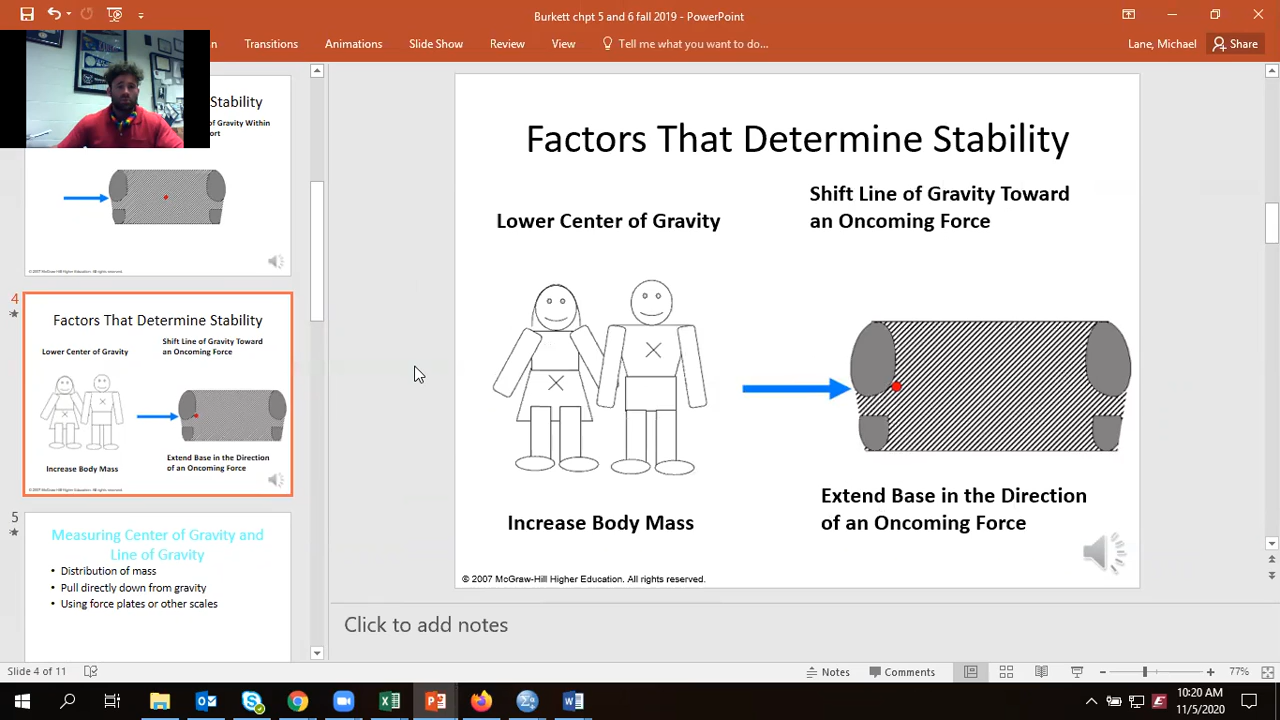 Burkett chpt 5 and 6 fall 2019 - PowerPoint
Transitions Animations Slide Show Review View Tell me what you want to do...
Lane, Michael Share
Stability
of Gravity Within
4
Factors That Determine Stability
Lower Center of Gravity
Shift Line of Gravity Toward
an Oncoming Force
Increase Body Mass
Extend Base in the Direction
of an Oncoming Force
5
Measuring Center of Gravity and
Line of Gravity
• Distribution of mass
• Pull directly down from gravity
• Using force plates or other scales
Factors That Determine Stability
Lower Center of Gravity
Shift Line of Gravity Toward
an Oncoming Force
Increase Body Mass
Extend Base in the Direction
of an Oncoming Force
© 2007 McGraw-Hill Higher Education. All rights reserved.
Click to add notes
Slide 4 of 11
Notes Comments
77%
10:20 AM
11/5/2020